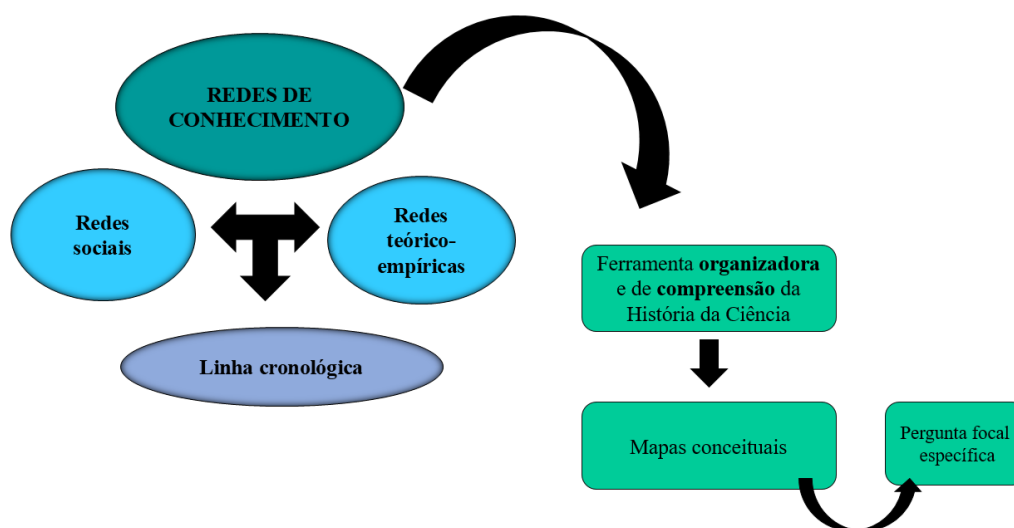 REDES DE
CONHECIMENTO
Redes
sociais
Redes
teórico-
empíricas
Linha cronológica
Ferramenta organizadora
e de compreensão da
História da Ciência
Mapas conceituais
Pergunta focal
específica